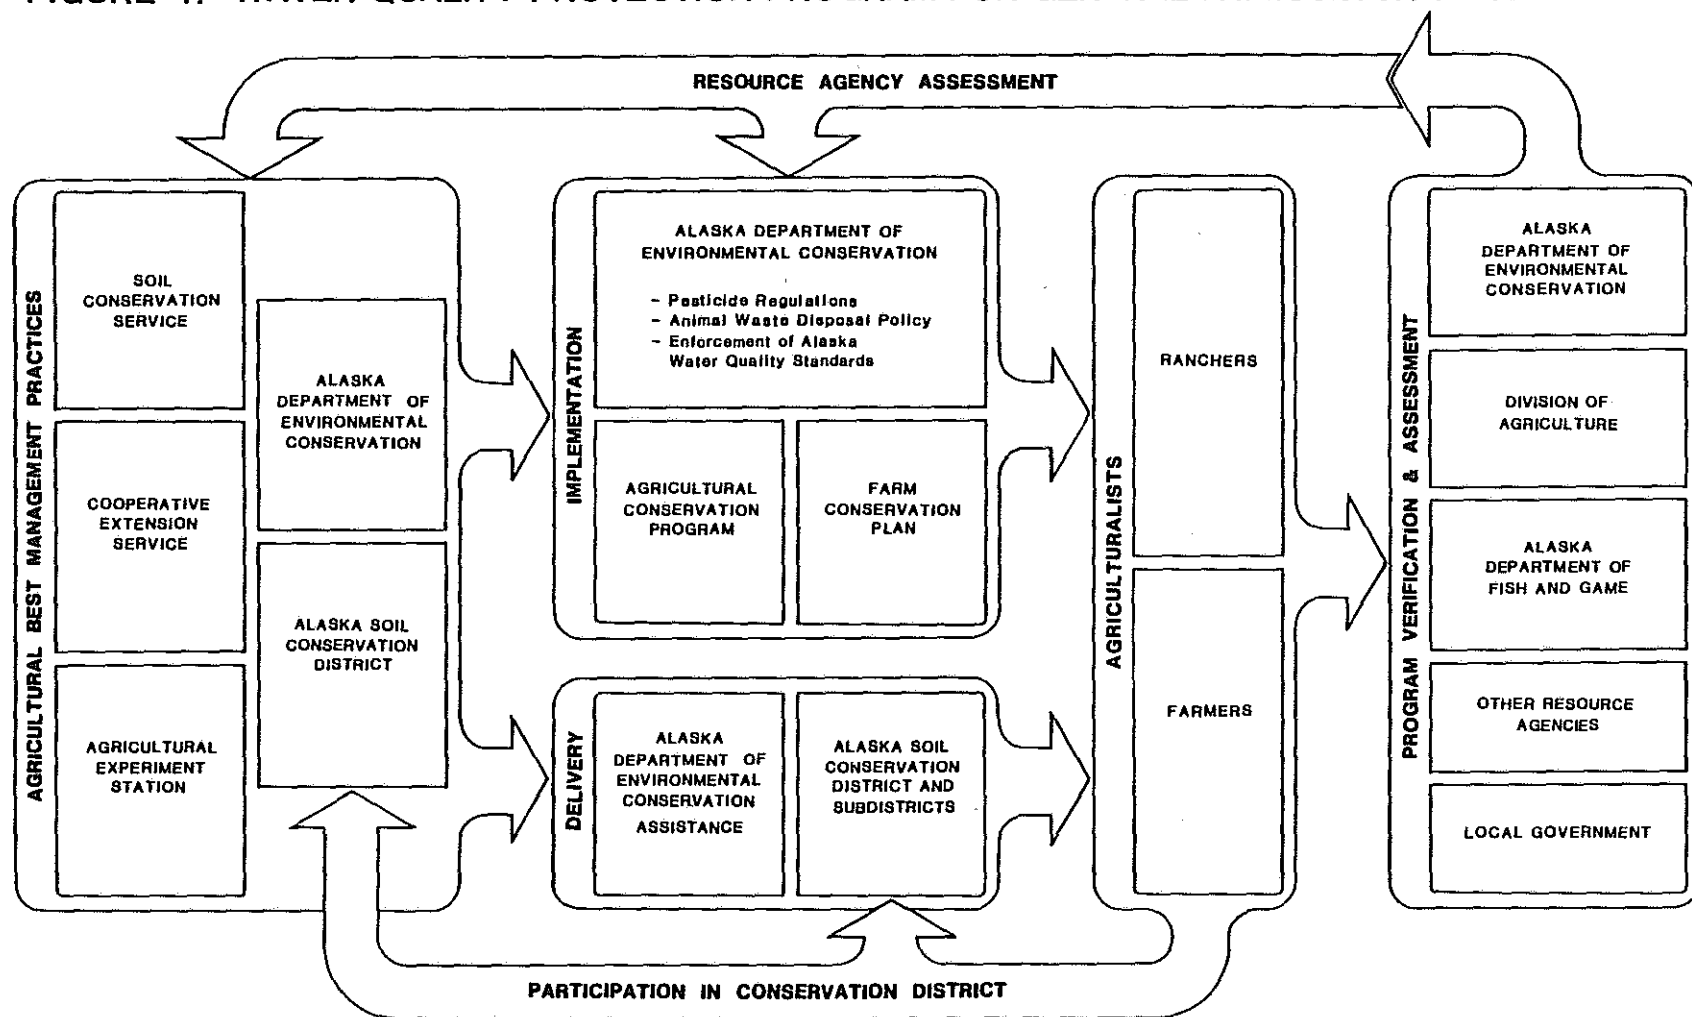 RESOURCE AGENCY ASSESSMENT
AGRICULTURAL BEST MANAGEMENT PRACTICES
SOIL
CONSERVATION
SERVICE
COOPERATIVE
EXTENSION
SERVICE
AGRICULTURAL
EXPERIMENT
STATION
ALASKA
DEPARTMENT OF
ENVIRONMENTAL
CONSERVATION
ALASKA SOIL
CONSERVATION
DISTRICT
IMPLEMENTATION
ALASKA DEPARTMENT OF
ENVIRONMENTAL CONSERVATION
- Pesticide Regulations
- Animal Waste Disposal Policy
- Enforcement of Alaska
Water Quality Standards
AGRICULTURAL
CONSERVATION
PROGRAM
FARM
CONSERVATION
PLAN
DELIVERY
ALASKA
DEPARTMENT OF
ENVIRONMENTAL
CONSERVATION
ASSISTANCE
ALASKA SOIL
CONSERVATION
DISTRICT AND
SUBDISTRICTS
AGRICULTURALISTS
RANCHERS
FARMERS
PROGRAM VERIFICATION & ASSESSMENT
ALASKA
DEPARTMENT OF
ENVIRONMENTAL
CONSERVATION
DIVISION OF
AGRICULTURE
ALASKA
DEPARTMENT OF
FISH AND GAME
OTHER RESOURCE
AGENCIES
LOCAL GOVERNMENT
PARTICIPATION IN CONSERVATION DISTRICT